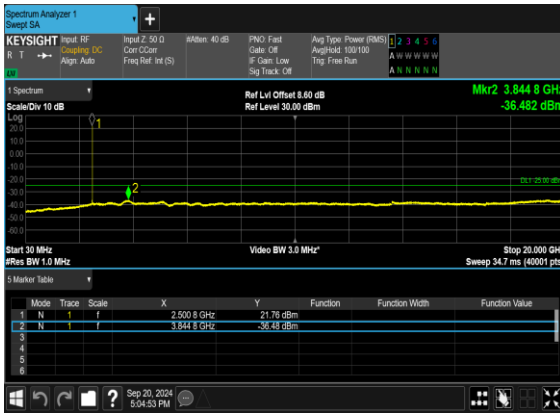 Spectrum Analyzer 1
Swept SA
+
KEYSIGHT Input: RF Input Z: 50 Ω #Atten: 40 dB PNO: Fast Avg Type: Power (RMS) 1 2 3 4 5 6
R T Coupling: DC Corr CCorr Gate: Off Avg|Hold: 100/100 A W W W W W
Align: Auto Freq Ref: Int (S) IF Gain: Low Trig: Free Run
Sig Track: Off A N N N N N
1 Spectrum
Ref Lvl Offset 8.60 dB Mkr2 3.844 8 GHz
Scale/Div 10 dB Ref Level 30.00 dBm -36.482 dBm
Log
1
20.0
10.0
0.00
-10.0
-20.0
DL1 -25.00 dBm
-30.0
2
-40.0
-50.0
-60.0
Start 30 MHz Video BW 3.0 MHz* Stop 20.000 GHz
#Res BW 1.0 MHz Sweep 34.7 ms (40001 pts)
5 Marker Table
Mode Trace Scale X Y Function Function Width Function Value
1 N 1 f 2.500 8 GHz 21.76 dBm
2 N 1 f 3.844 8 GHz -36.48 dBm
3
4
5
6
?
Sep 20, 2024
5:04:53 PM